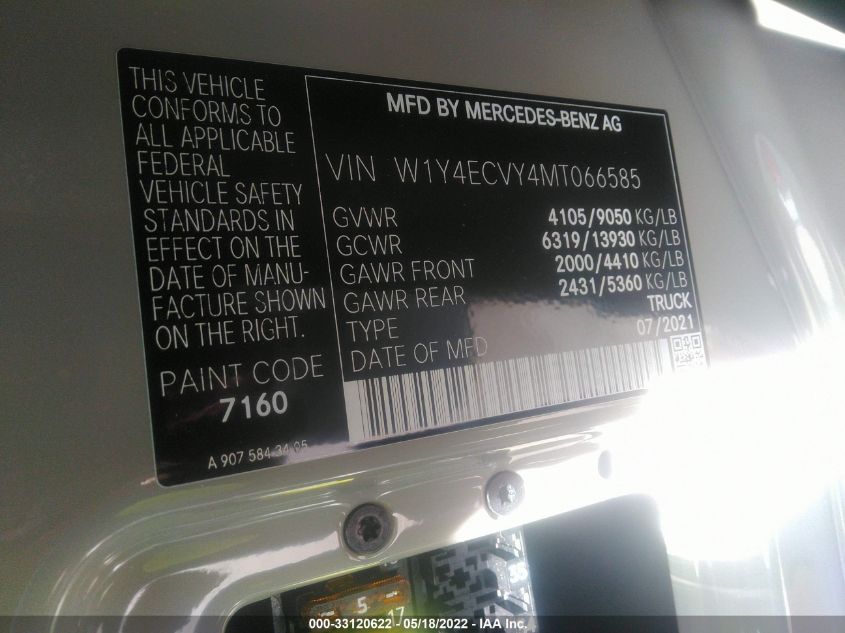 THIS VEHICLE
CONFORMS TO
ALL APPLICABLE
FEDERAL
VEHICLE SAFETY
STANDARDS IN
EFFECT ON THE
DATE OF MANU-
FACTURE SHOWN
ON THE RIGHT.
PAINT CODE
7160
A 907 584 34 05
MFD BY MERCEDES-BENZ AG
VIN W1Y4ECVY4MT066585
GVWR 4105/9050 KG/LB
GCWR 6319/13930 KG/LB
GAWR FRONT 2000/4410 KG/LB
GAWR REAR 2431/5360 KG/LB
TYPE TRUCK
DATE OF MFD 07/2021
5
17
000-33120622 - 05/18/2022 - IAA Inc.